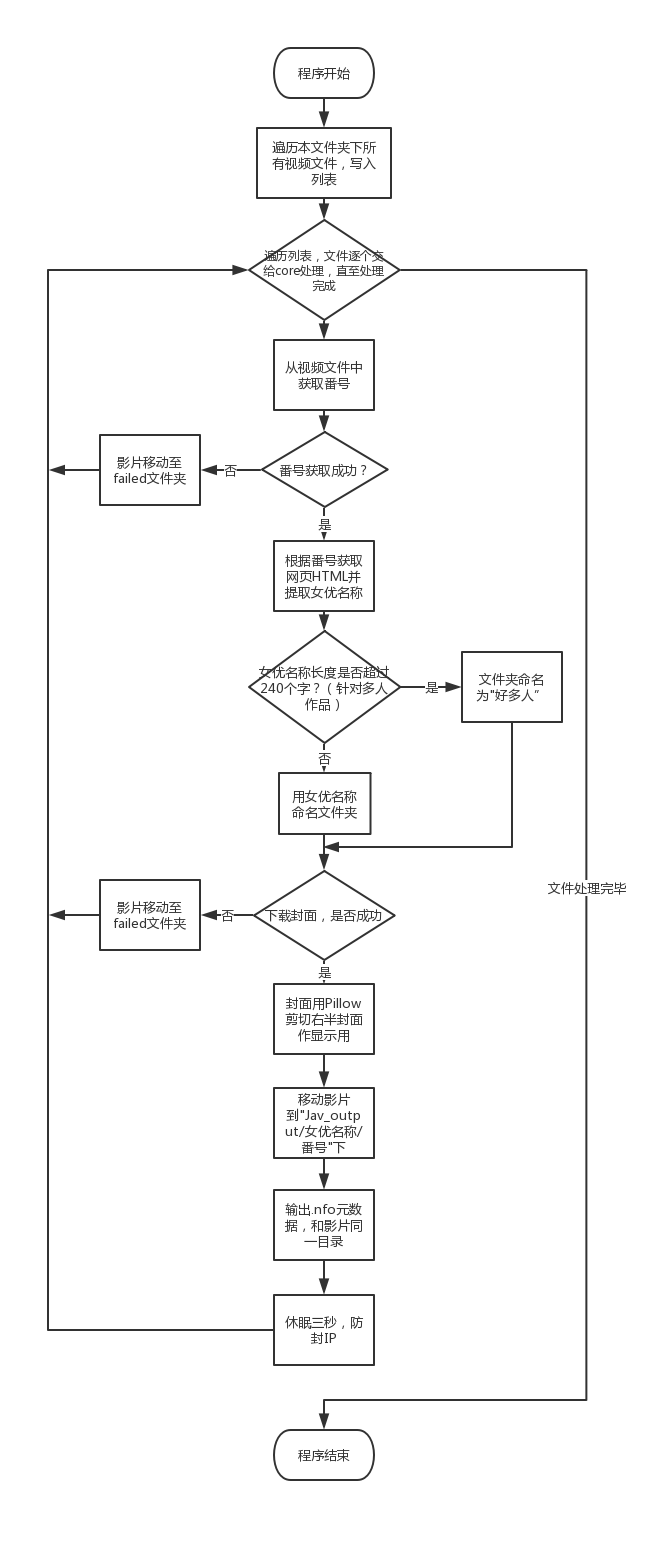 程序开始
遍历本文件夹下所
有视频文件，写入
列表
遍历列表，文件逐个交
给core处理，直至处理
完成
从视频文件中
获取番号
影片移动至
failed文件夹
否
番号获取成功？
是
根据番号获取
网页HTML并
提取女优名称
女优名称长度是否超过
240个字？（针对多人
作品）
是
文件夹命名
为"好多人"
否
用女优名称
命名文件夹
文件处理完毕
影片移动至
failed文件夹
否
下载封面，是否成功
是
封面用Pillow
剪切右半封面
作显示用
移动影片
到"Jav_outp
ut/女优名称/
番号"下
输出.nfo元数
据，和影片同
一目录
休眠三秒，防
封IP
程序结束